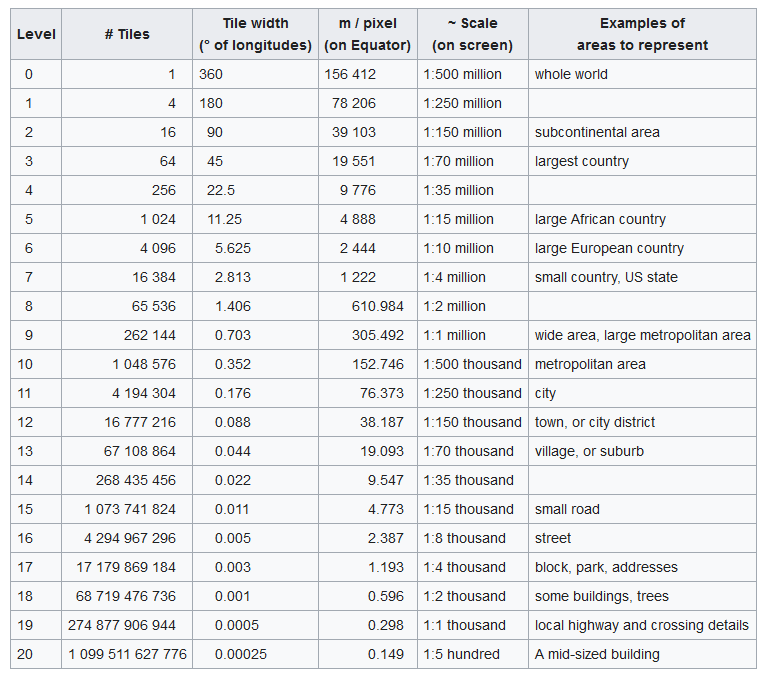 Level # Tiles Tile width (° of longitudes) m / pixel (on Equator) ~ Scale (on screen) Examples of areas to represent
0 1 360 156 412 1:500 million whole world
1 4 180 78 206 1:250 million
2 16 90 39 103 1:150 million subcontinental area
3 64 45 19 551 1:70 million largest country
4 256 22.5 9 776 1:35 million
5 1 024 11.25 4 888 1:15 million large African country
6 4 096 5.625 2 444 1:10 million large European country
7 16 384 2.813 1 222 1:4 million small country, US state
8 65 536 1.406 610.984 1:2 million
9 262 144 0.703 305.492 1:1 million wide area, large metropolitan area
10 1 048 576 0.352 152.746 1:500 thousand metropolitan area
11 4 194 304 0.176 76.373 1:250 thousand city
12 16 777 216 0.088 38.187 1:150 thousand town, or city district
13 67 108 864 0.044 19.093 1:70 thousand village, or suburb
14 268 435 456 0.022 9.547 1:35 thousand
15 1 073 741 824 0.011 4.773 1:15 thousand small road
16 4 294 967 296 0.005 2.387 1:8 thousand street
17 17 179 869 184 0.003 1.193 1:4 thousand block, park, addresses
18 68 719 476 736 0.001 0.596 1:2 thousand some buildings, trees
19 274 877 906 944 0.0005 0.298 1:1 thousand local highway and crossing details
20 1 099 511 627 776 0.00025 0.149 1:5 hundred A mid-sized building